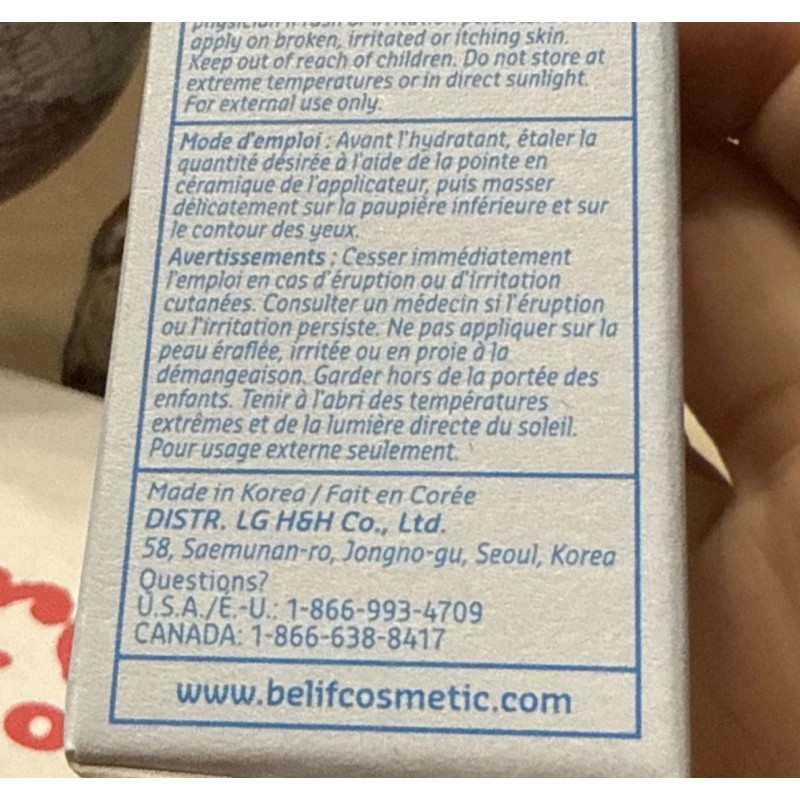 apply on broken, irritated or itching skin.
Keep out of reach of children. Do not store at
extreme temperatures or in direct sunlight.
For external use only.
Mode d'emploi : Avant l'hydratant, étaler la
quantité désirée à l'aide de la pointe en
céramique de l'applicateur, puis masser
délicatement sur la paupière inférieure et sur
le contour des yeux.
Avertissements : Cesser immédiatement
l'emploi en cas d'éruption ou d'irritation
cutanées. Consulter un médecin si l'éruption
ou l'irritation persiste. Ne pas appliquer sur la
peau éraflée, irritée ou en proie à la
démangeaison. Garder hors de la portée des
enfants. Tenir à l'abri des températures
extrêmes et de la lumière directe du soleil.
Pour usage externe seulement.
Made in Korea / Fait en Corée
DISTR. LG H&H Co., Ltd.
58, Saemunan-ro, Jongno-gu, Seoul, Korea
Questions?
U.S.A./É.-U.: 1-866-993-4709
CANADA: 1-866-638-8417
www.belifcosmetic.com